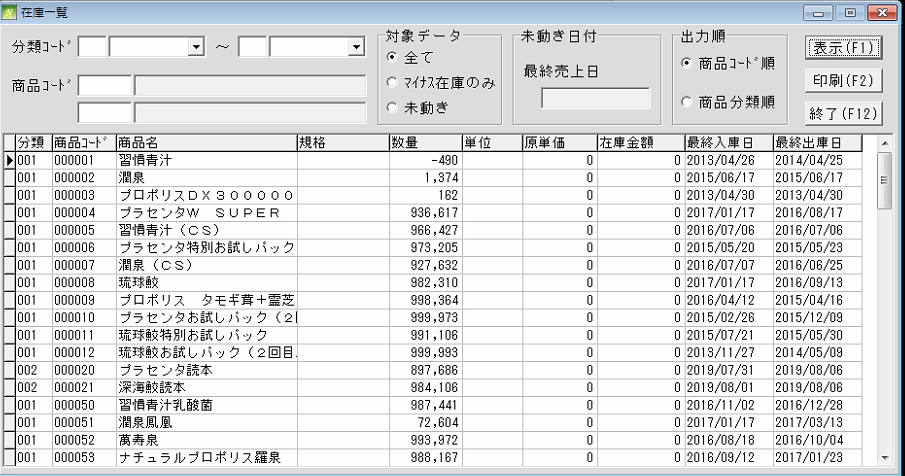 在庫一覧
分類ｺｰﾄﾞ ～
商品ｺｰﾄﾞ
対象データ
全て
ﾏｲﾅｽ在庫のみ
未動き
未動き日付
最終売上日
出力順
商品ｺｰﾄﾞ順
商品分類順
表示(F1)
印刷(F2)
終了(F12)
分類 商品ｺｰﾄﾞ 商品名 規格 数量 単位 原単価 在庫金額 最終入庫日 最終出庫日
001 000001 習慣青汁 -490 0 0 2013/04/26 2014/04/25
001 000002 潤泉 1,374 0 0 2015/06/17 2015/06/17
001 000003 プロポリスＤＸ３００００００ 162 0 0 2013/04/30 2013/04/30
001 000004 プラセンタＷ　ＳＵＰＥＲ 936,617 0 0 2017/01/17 2016/08/17
001 000005 習慣青汁（ＣＳ） 966,427 0 0 2016/07/06 2016/07/06
001 000006 プラセンタ特別お試しパック 973,205 0 0 2015/05/20 2015/05/23
001 000007 潤泉（ＣＳ） 927,632 0 0 2016/07/07 2016/06/25
001 000008 琉球鮫 982,310 0 0 2017/01/17 2016/09/13
001 000009 プロポリス　タモギ茸＋霊芝 998,364 0 0 2016/04/12 2015/04/16
001 000010 プラセンタお試しパック（２ 999,973 0 0 2015/02/26 2015/12/09
001 000011 琉球鮫特別お試しパック 991,106 0 0 2015/07/21 2015/05/30
001 000012 琉球鮫お試しパック（２回目 999,993 0 0 2013/11/27 2014/05/09
002 000020 プラセンタ読本 897,686 0 0 2019/07/31 2019/08/06
002 000021 深海鮫読本 984,106 0 0 2019/08/01 2019/08/06
001 000050 習慣青汁乳酸菌 987,441 0 0 2016/11/02 2016/12/28
001 000051 潤泉鳳凰 72,604 0 0 2017/01/17 2017/03/13
001 000052 萬寿泉 993,972 0 0 2016/08/18 2016/10/04
001 000053 ナチュラルプロポリス羅泉 988,167 0 0 2016/09/12 2017/01/23